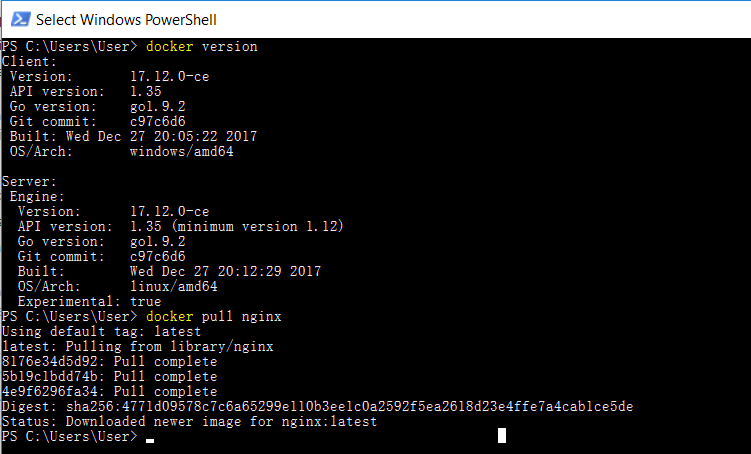 Select Windows PowerShell
PS C:\Users\User> docker version
Client:
 Version:       17.12.0-ce
 API version:   1.35
 Go version:    go1.9.2
 Git commit:    c97c6d6
 Built: Wed Dec 27 20:05:22 2017
 OS/Arch:       windows/amd64
Server:
 Engine:
  Version:      17.12.0-ce
  API version:  1.35 (minimum version 1.12)
  Go version:   go1.9.2
  Git commit:   c97c6d6
  Built:        Wed Dec 27 20:12:29 2017
  OS/Arch:      linux/amd64
  Experimental: true
PS C:\Users\User> docker pull nginx
Using default tag: latest
latest: Pulling from library/nginx
8176e34d5d92: Pull complete
5b19c1bdd74b: Pull complete
4e9f6296fa34: Pull complete
Digest: sha256:4771d09578c7c6a65299e110b3ee1c0a2592f5ea2618d23e4ffe7a4cab1ce5de
Status: Downloaded newer image for nginx:latest
PS C:\Users\User>